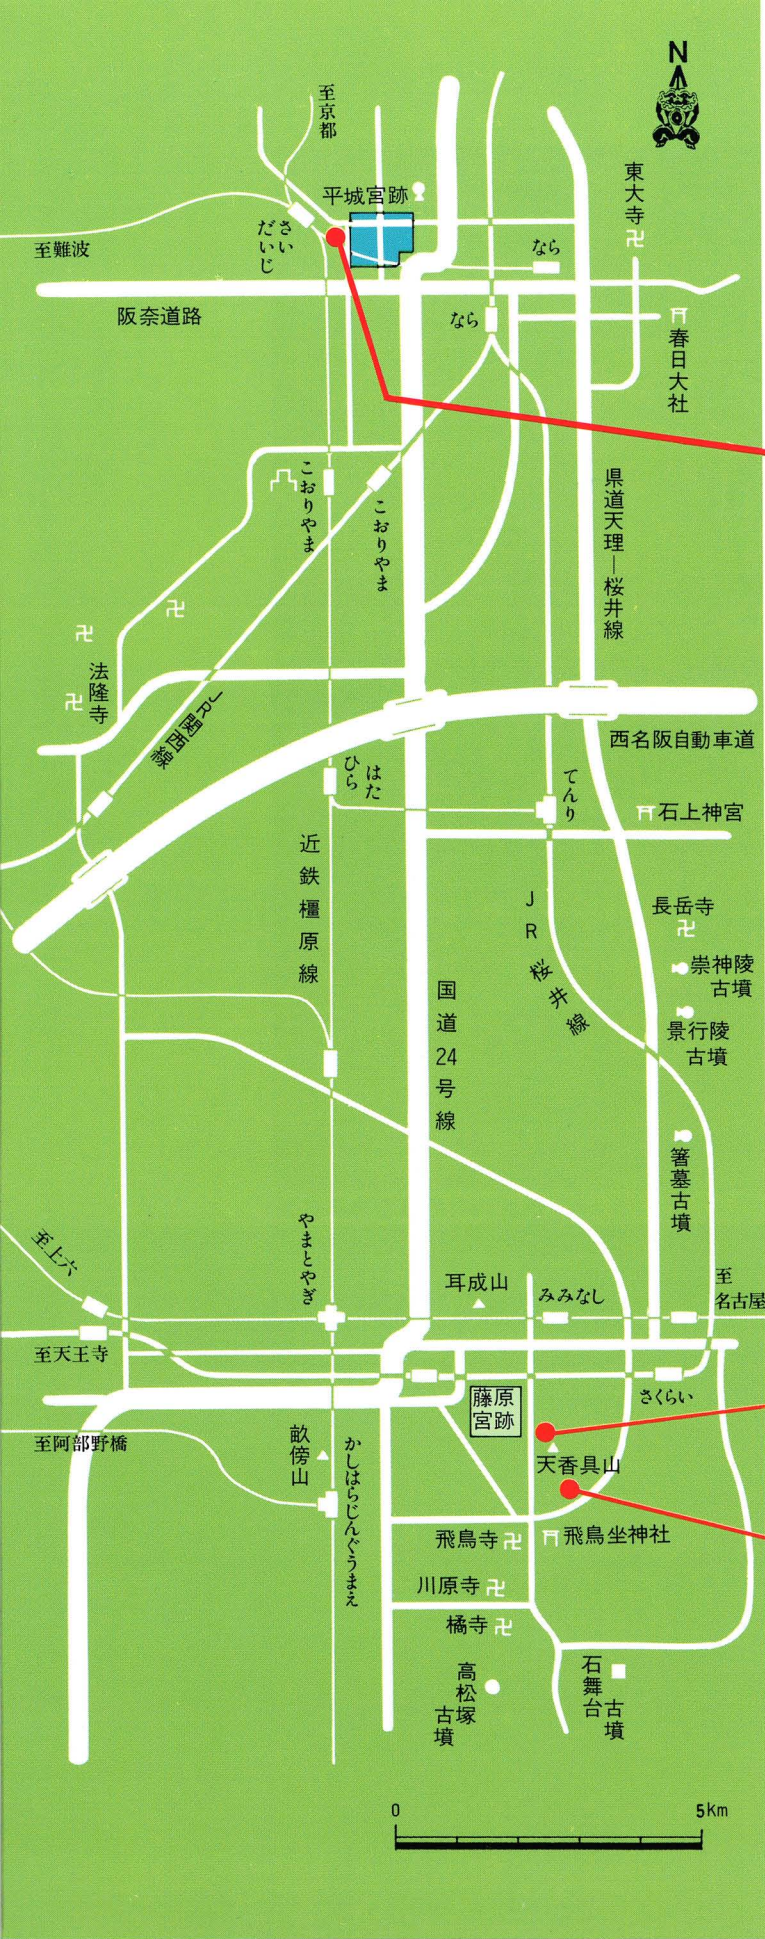 N
至京都
東大寺
平城宮跡
さい
だいじ
至難波
なら
阪奈道路
なら
春日大社
こおりやま
こおりやま
県道天理―桜井線
法隆寺
JR関西線
西名阪自動車道
はた
ひら
てんり
石上神宮
近鉄橿原線
JR桜井線
長岳寺
崇神陵
古墳
国道24号線
景行陵
古墳
箸墓古墳
やまとやぎ
至上六
耳成山
みみなし
至
名古屋
至天王寺
さくらい
藤原
宮跡
至阿部野橋
畝傍山
かしはらじんぐうまえ
天香具山
飛鳥寺
飛鳥坐神社
川原寺
橘寺
高松塚
古墳
石舞台
古墳
0 5Km